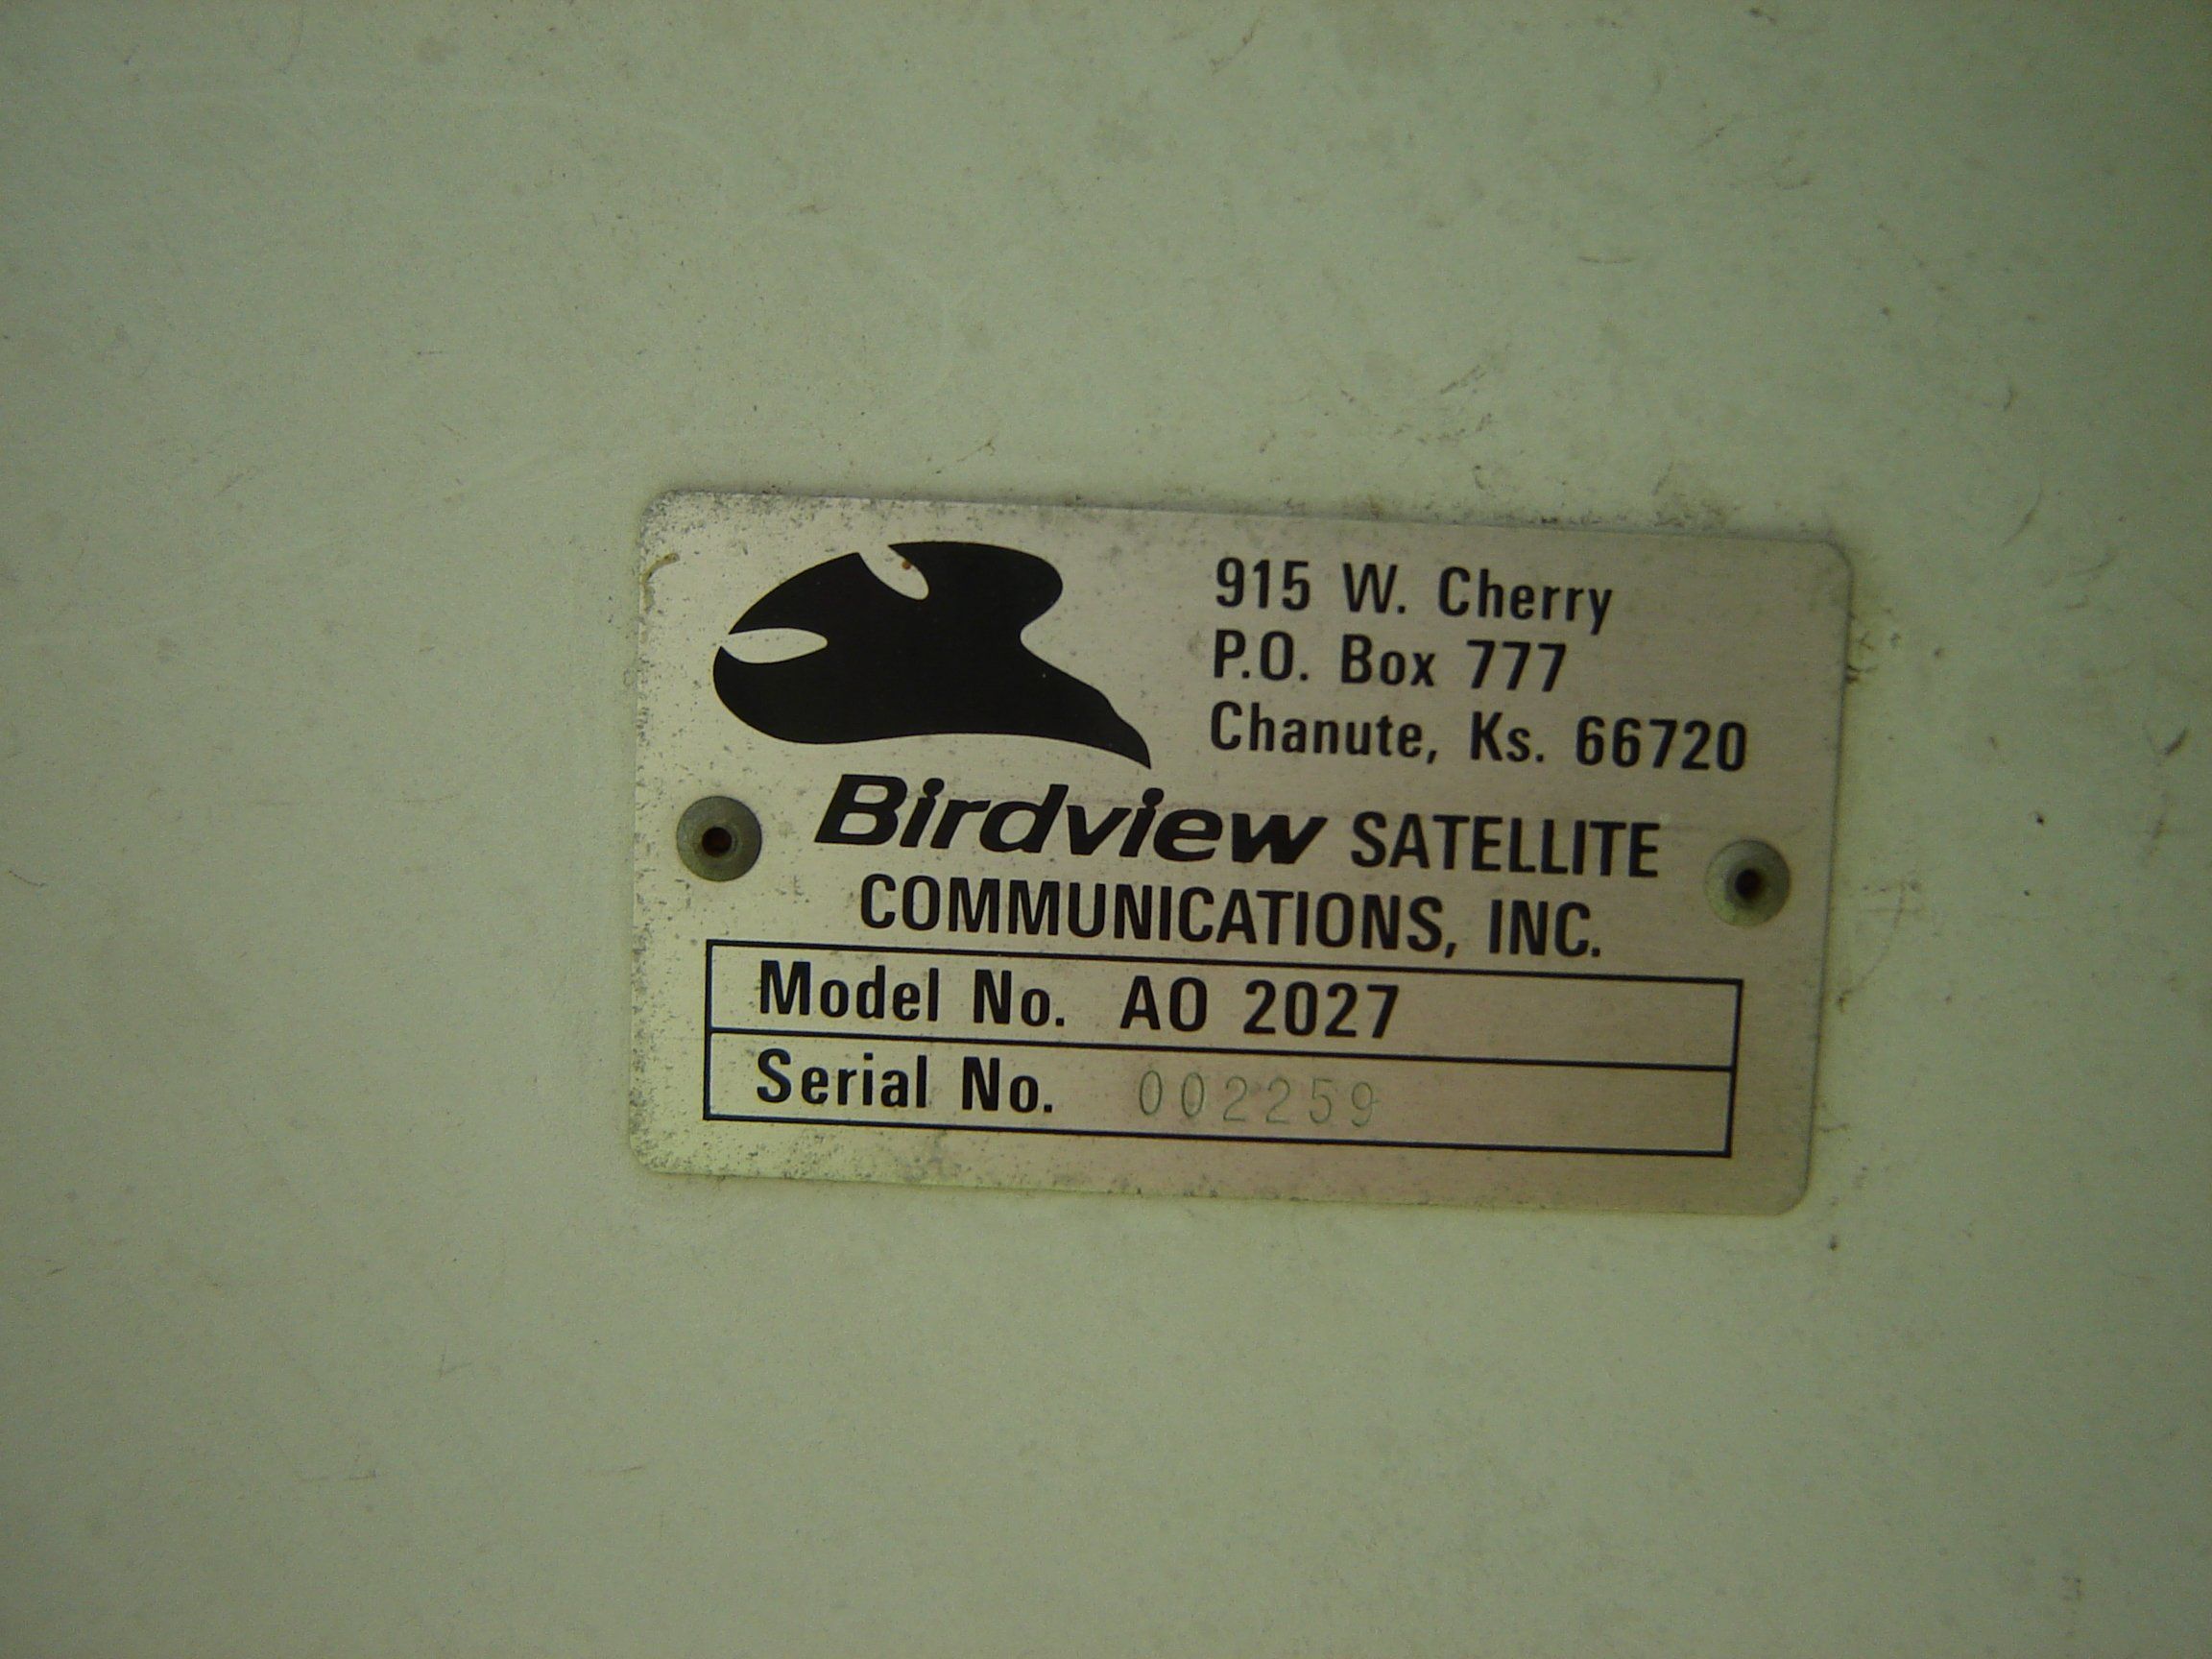 915 W. Cherry
P.O. Box 777
Chanute, Ks. 66720
Birdview SATELLITE
COMMUNICATIONS, INC.
Model No. AO 2027
Serial No. 002259